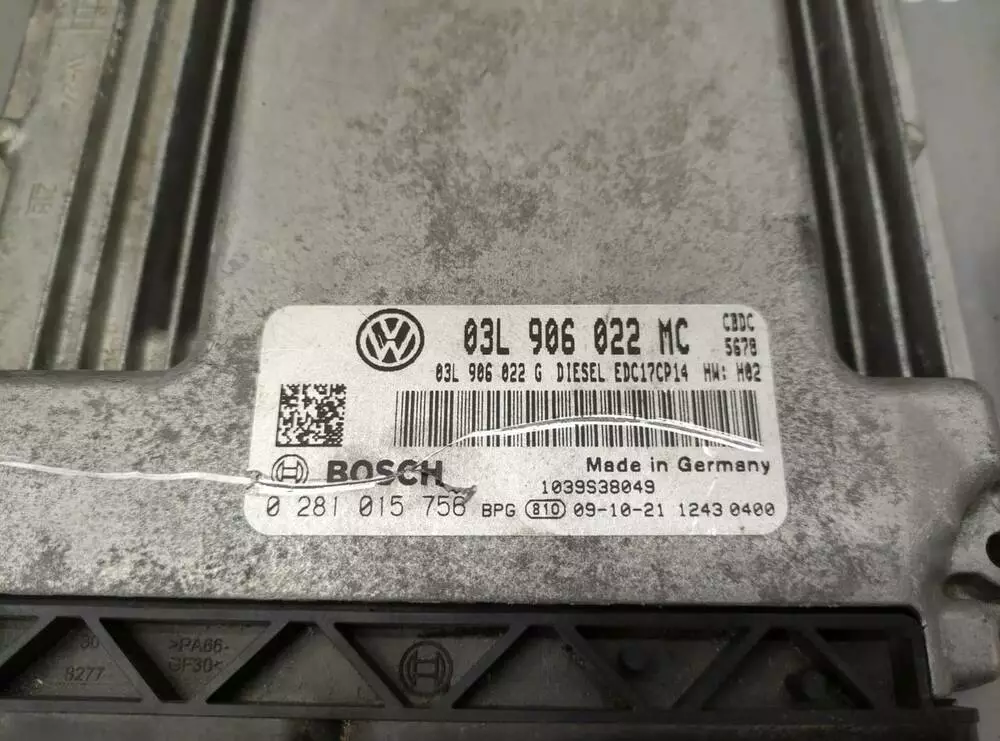 03L 906 022 MC
CBDC
5678
03L 906 022 G DIESEL EDC17CP14 HW: H02
BOSCH
Made in Germany
1039S38049
0 281 015 756 BPG 810 09-10-21 1243 0400
30
8277
>PA66-
GF30<